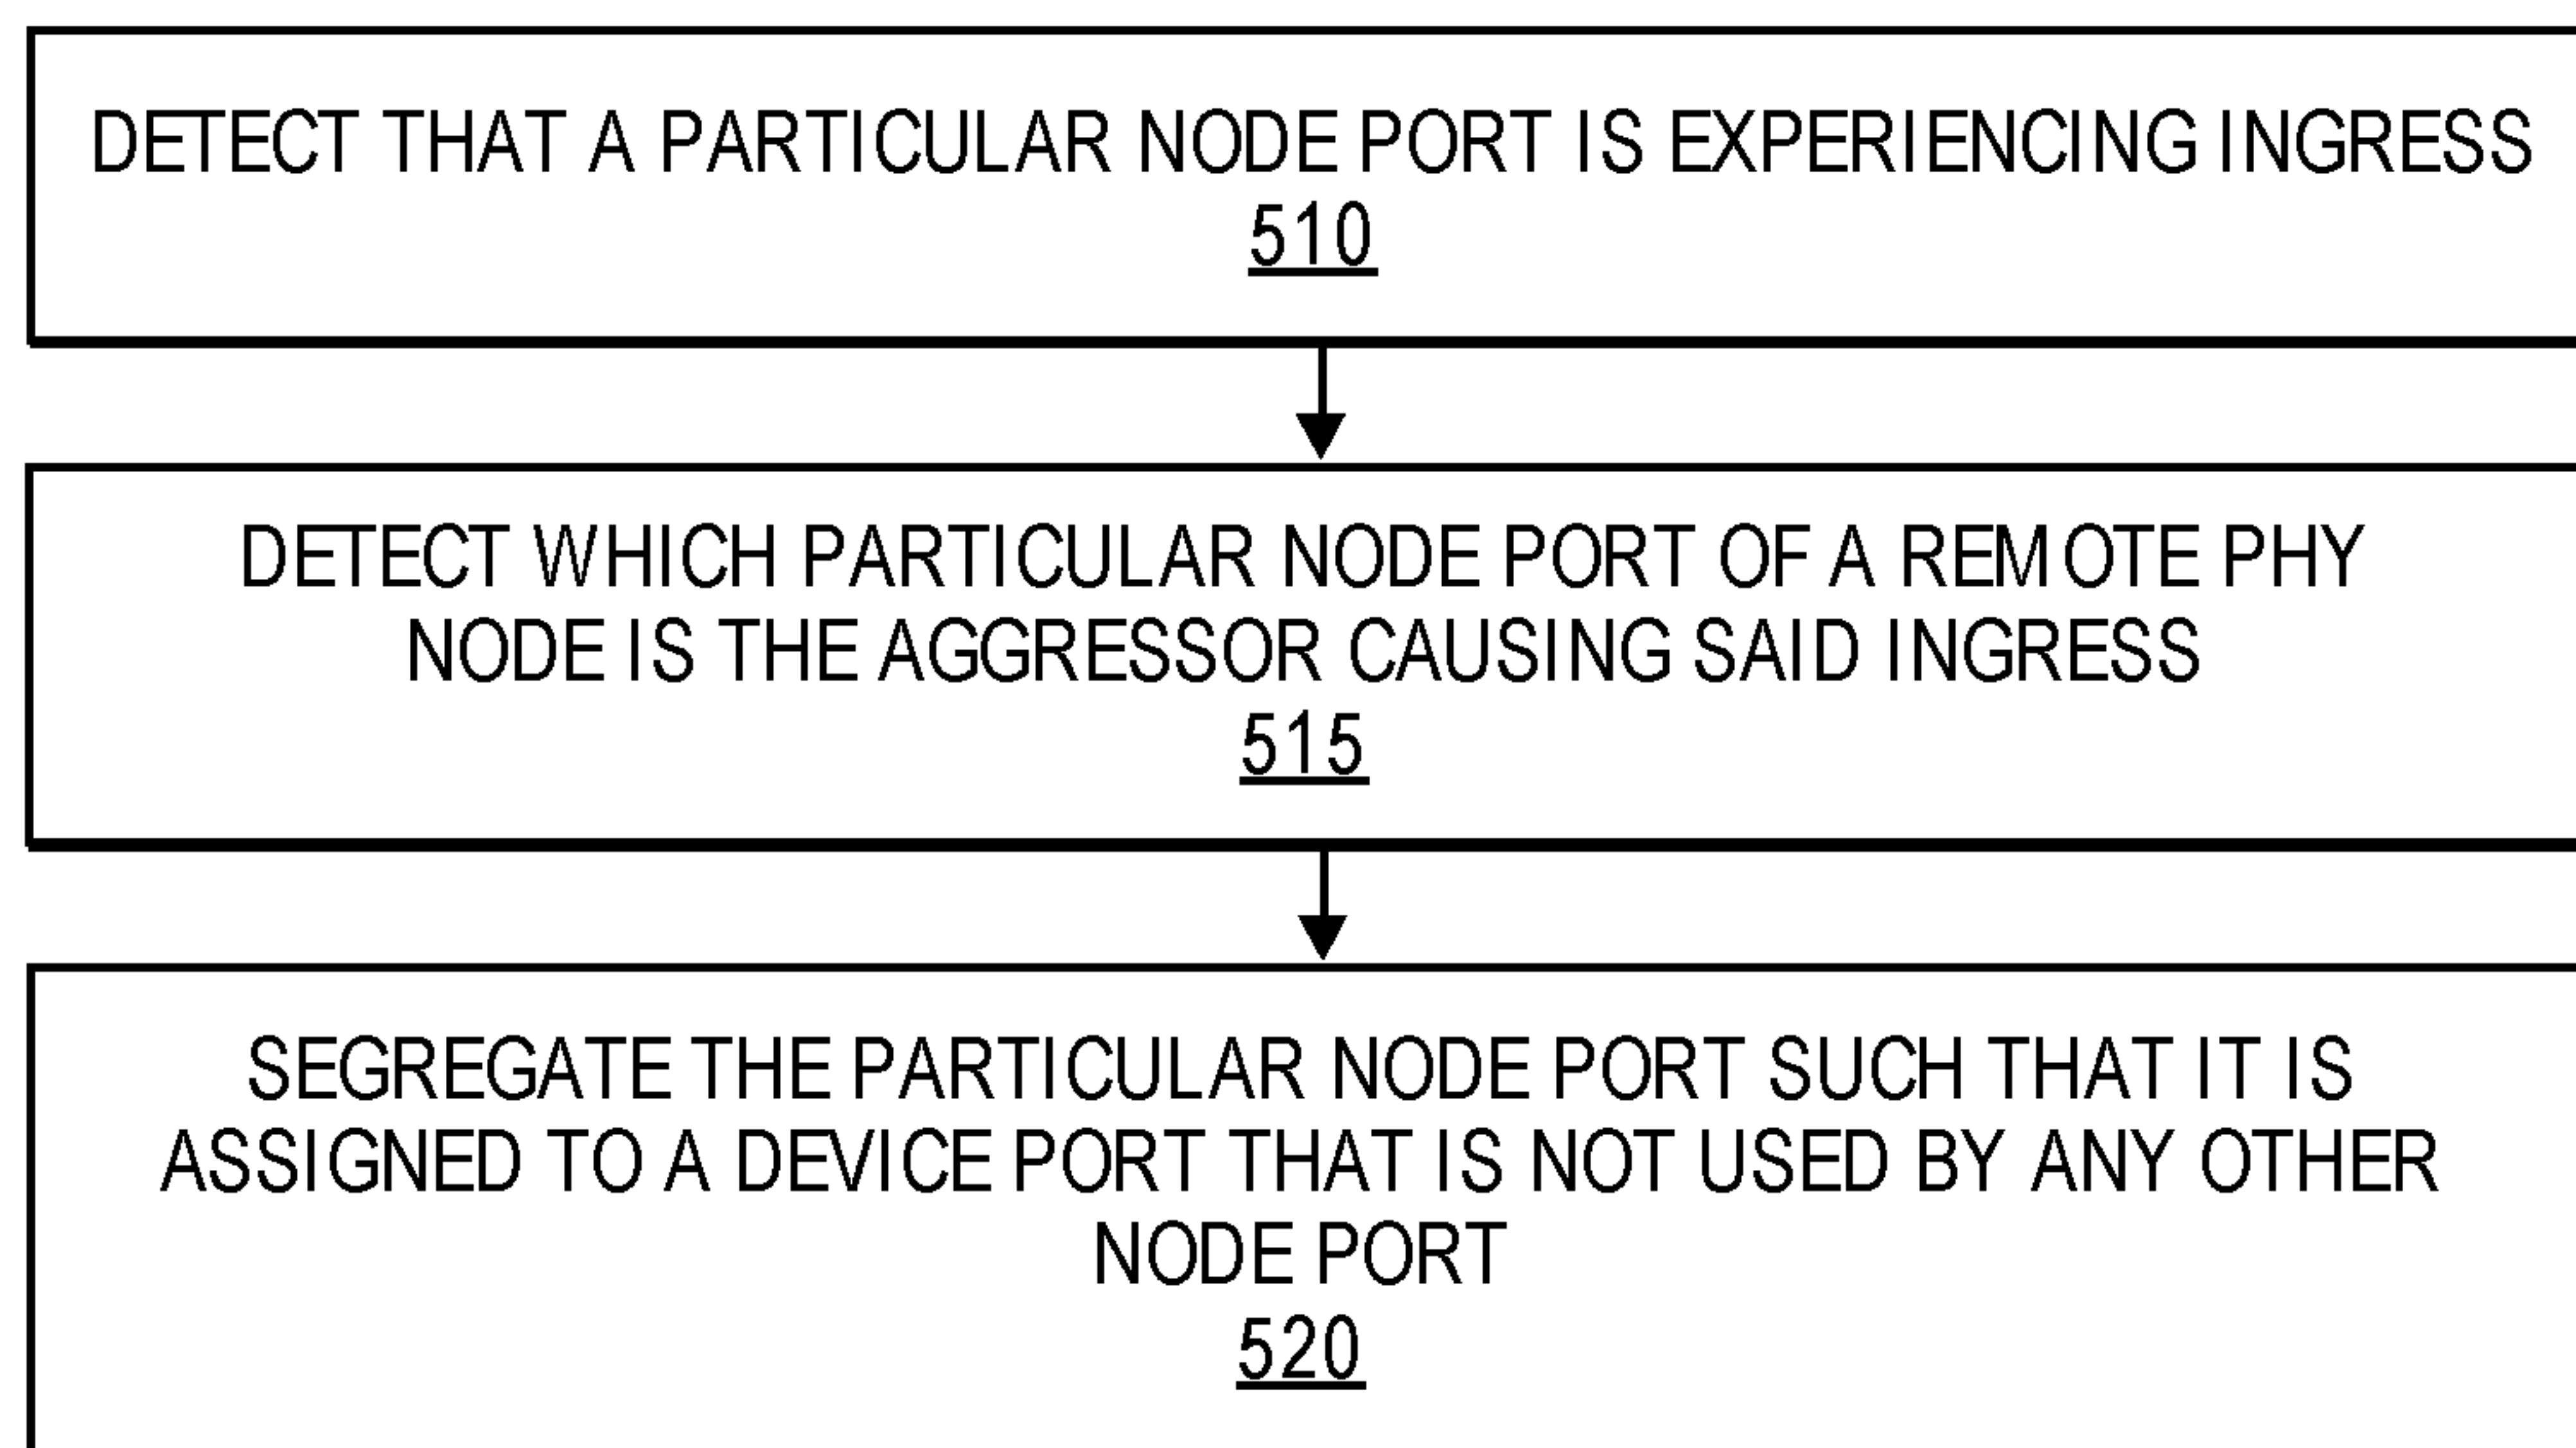 DETECT THAT A PARTICULAR NODE PORT IS EXPERIENCING INGRESS
510
DETECT WHICH PARTICULAR NODE PORT OF A REMOTE PHY
NODE IS THE AGGRESSOR CAUSING SAID INGRESS
515
SEGREGATE THE PARTICULAR NODE PORT SUCH THAT IT IS
ASSIGNED TO A DEVICE PORT THAT IS NOT USED BY ANY OTHER
NODE PORT
520